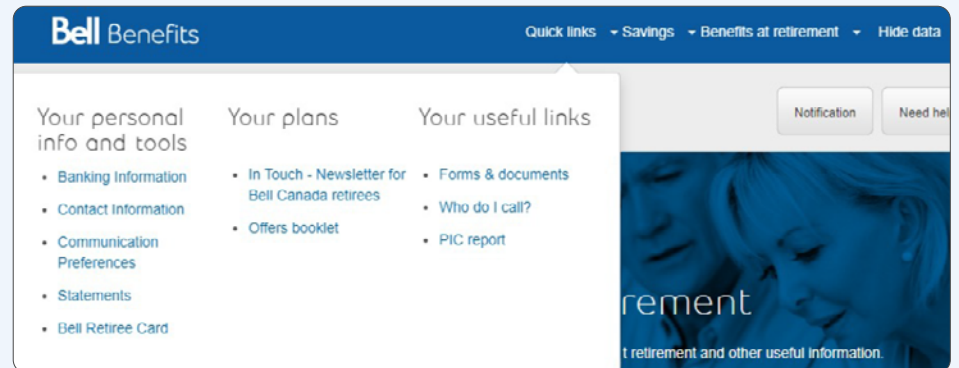 Bell Benefits
Quick links Savings Benefits at retirement Hide data
Notification
Need hel
Your personal
info and tools
Banking Information
Contact Information
Communication
Preferences
Statements
Bell Retiree Card
Your plans
In Touch - Newsletter for
Bell Canada retirees
Offers booklet
Your useful links
Forms & documents
Who do I call?
PIC report
rement
t retirement and other useful information.